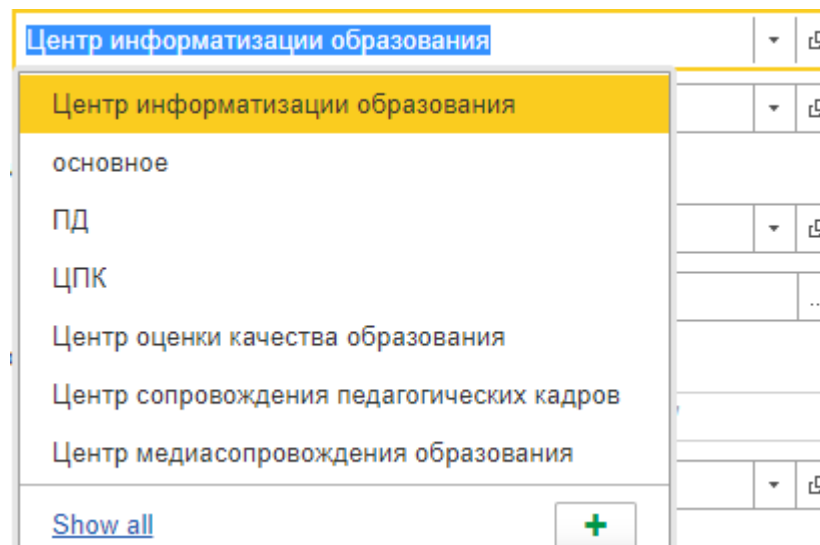 Центр информатизации образования
Центр информатизации образования
основное
ПД
ЦПК
Центр оценки качества образования
Центр сопровождения педагогических кадров
Центр медиасопровождения образования
Show all